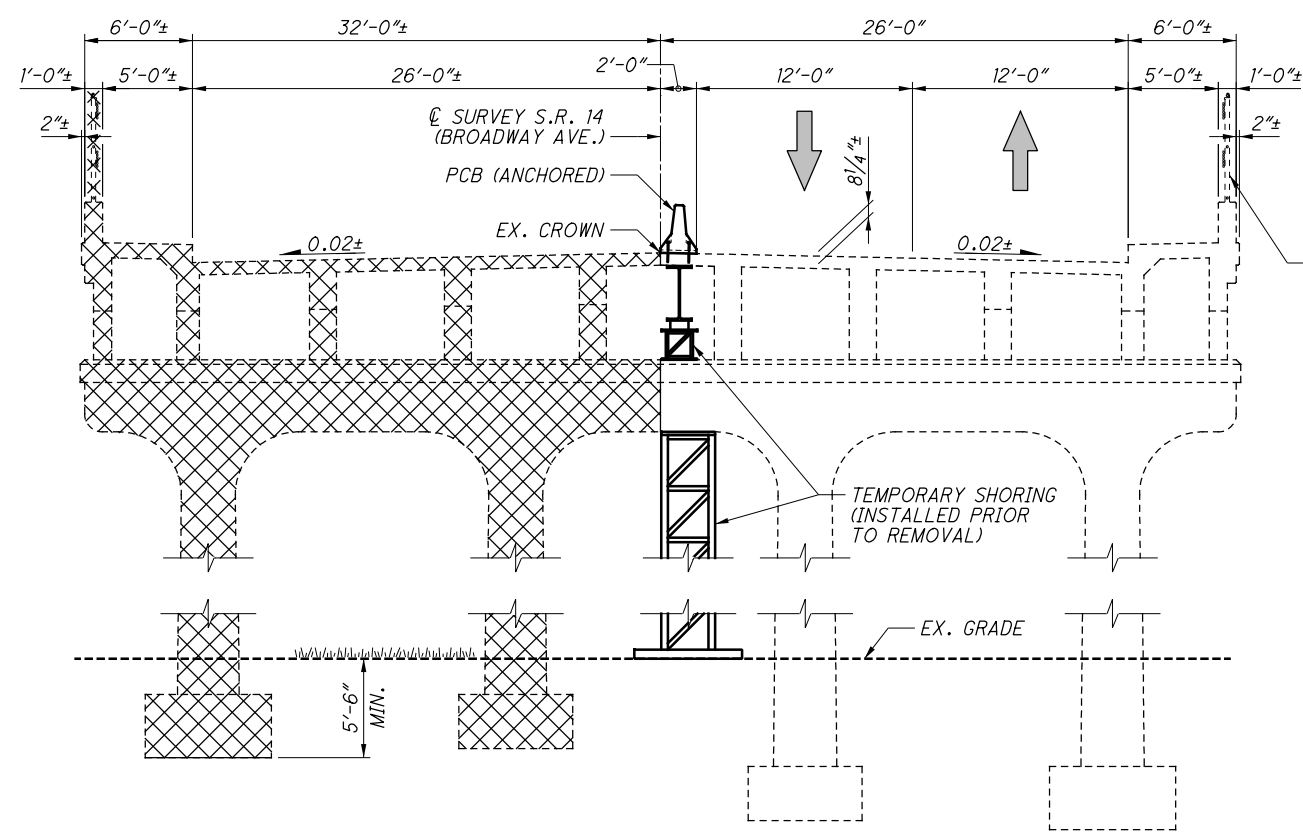 6'-0"± 32'-0"± 26'-0" 6'-0"±
1'-0"± 5'-0"± 26'-0"± 2'-0" 12'-0" 12'-0" 5'-0"± 1'-0"±
2"± ℄ SURVEY S.R. 14
(BROADWAY AVE.)
8¼"± 2"±
PCB (ANCHORED)
EX. CROWN
0.02± 0.02±
TEMPORARY SHORING
(INSTALLED PRIOR
TO REMOVAL)
EX. GRADE
5'-6"
MIN.